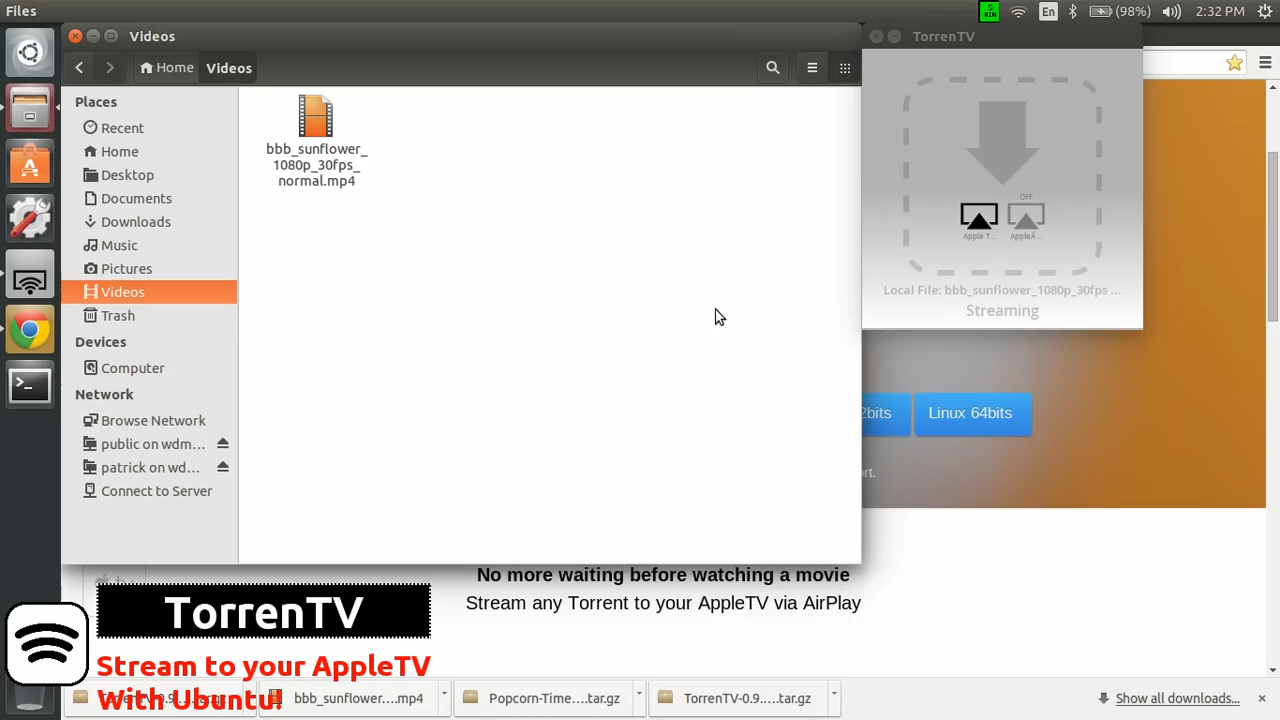 Files
5
MIN
En
(98%)
2:32 PM
Videos
TorrenTV
Home
Videos
Places
Recent
Home
Desktop
Documents
Downloads
Music
Pictures
Videos
Trash
Devices
Computer
Network
Browse Network
public on wdm...
patrick on wd...
Connect to Server
bbb_sunflower_
1080p_30fps_
normal.mp4
OFF
Apple T...
Local File: bbb_sunflower_1080p_30fps ...
Streaming
2bits
Linux 64bits
No more waiting before watching a movie
Stream any Torrent to your AppleTV via AirPlay
TorrenTV
Stream to your AppleTV
With Ubuntu!
bbb_sunflower....mp4
Popcorn-Time....tar.gz
TorrenTV-0.9.....tar.gz
Show all downloads...